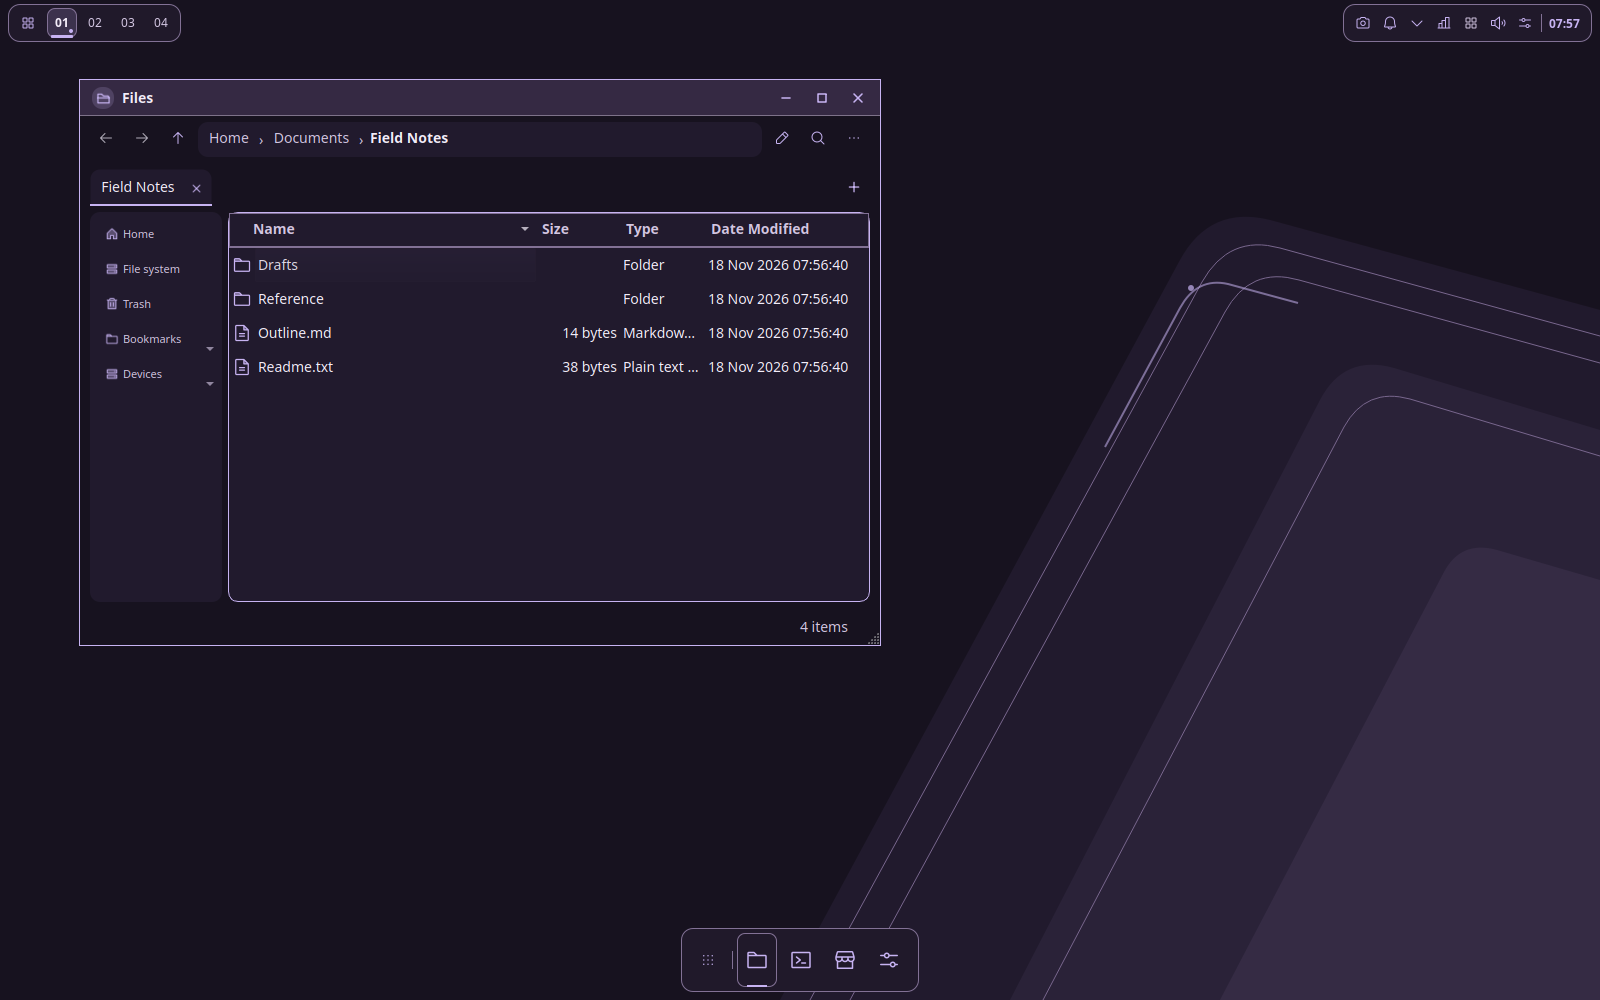 01 02 03 04
07:57
Files
Home › Documents › Field Notes
Field Notes
Home
File system
Trash
Bookmarks
Devices
Name Size Type Date Modified
Drafts Folder 18 Nov 2026 07:56:40
Reference Folder 18 Nov 2026 07:56:40
Outline.md 14 bytes Markdow... 18 Nov 2026 07:56:40
Readme.txt 38 bytes Plain text ... 18 Nov 2026 07:56:40
4 items